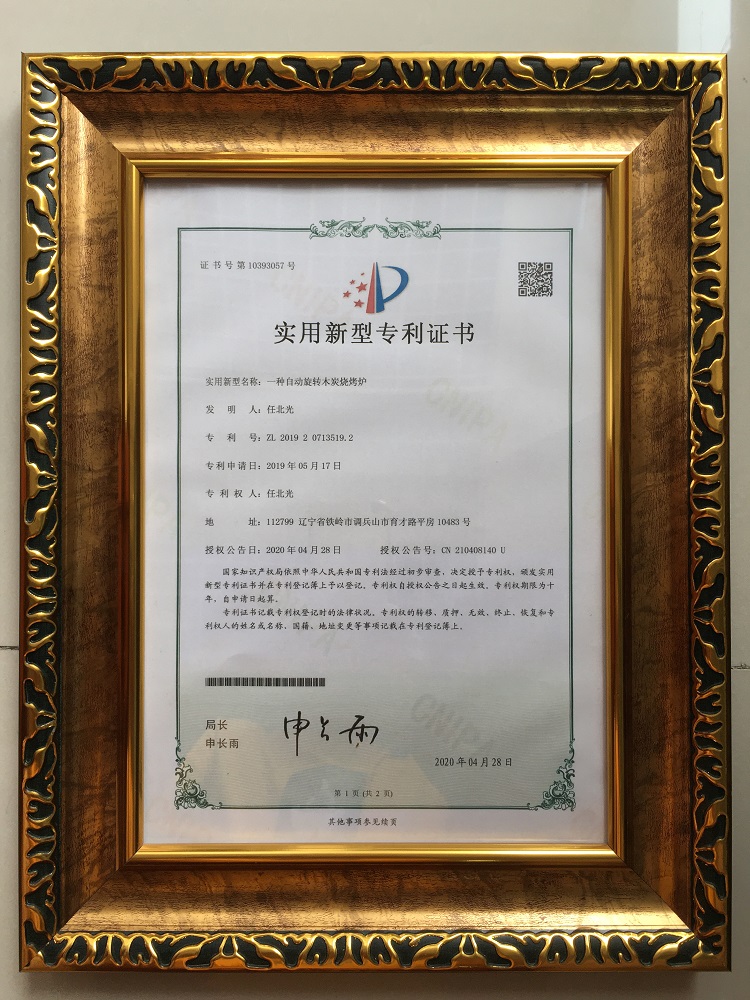 证书号第10393057号
实用新型专利证书
实用新型名称：一种自动旋转木炭烧烤炉
发明人：任北光
专利号：ZL 2019 2 0713519.2
专利申请日：2019年05月17日
专利权人：任北光
地址：112799 辽宁省铁岭市调兵山市育才路平房10483号
授权公告日：2020年04月28日 授权公告号：CN 210408140 U
国家知识产权局依照中华人民共和国专利法经过初步审查，决定授予专利权，颁发实用
新型专利证书并在专利登记簿上予以登记。专利权自授权公告之日起生效。专利权期限为十
年，自申请日起算。
专利证书记载专利权登记时的法律状况。专利权的转移、质押、无效、终止、恢复和专
利权人的姓名或名称、国籍、地址变更等事项记载在专利登记簿上。
局长
申长雨
申长雨
2020年04月28日
第 1 页 (共 2 页)
其他事项参见续页
CNIPA
CNIPA